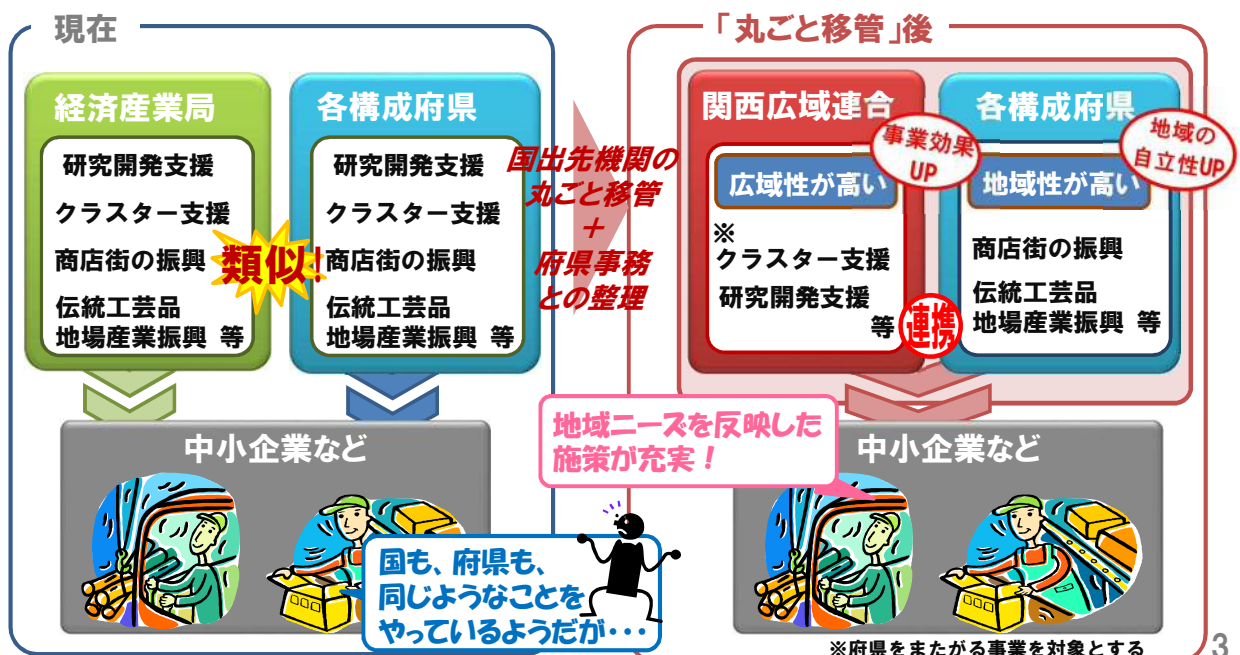 現在
経済産業局
研究開発支援
クラスター支援
商店街の振興
伝統工芸品
地場産業振興 等
類似!
各構成府県
研究開発支援
クラスター支援
商店街の振興
伝統工芸品
地場産業振興 等
中小企業など
国も、府県も、
同じようなことを
やっているようだが・・・
国出先機関の
丸ごと移管
+
府県事務
との整理
「丸ごと移管」後
関西広域連合
事業効果
UP
広域性が高い
※
クラスター支援
研究開発支援
等
連携
各構成府県
地域の
自立性UP
地域性が高い
商店街の振興
伝統工芸品
地場産業振興 等
地域ニーズを反映した
施策が充実!
中小企業など
※府県をまたがる事業を対象とする
3